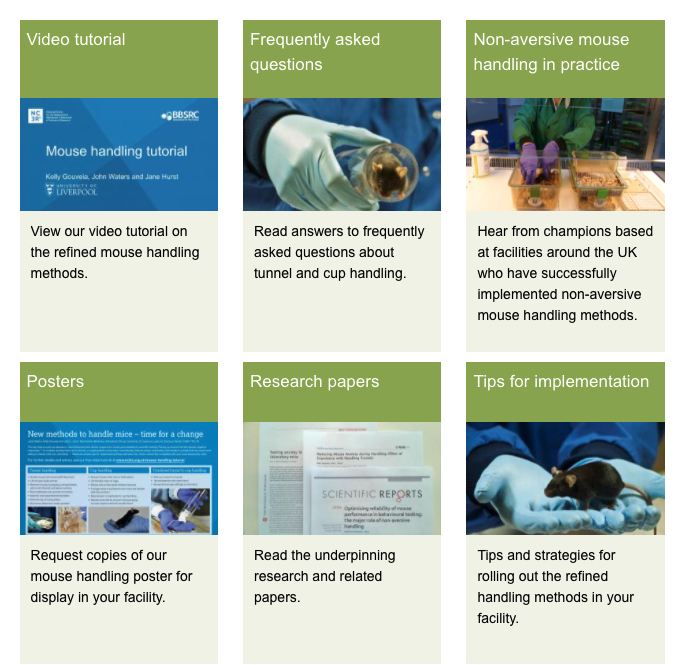 Video tutorial
Frequently asked
questions
Non-aversive mouse
handling in practice
NC
3Rs
BBSRC
Mouse handling tutorial
Kelly Gouveia, John Waters and Jane Hurst
UNIVERSITY OF
LIVERPOOL
View our video tutorial on
the refined mouse handling
methods.
Read answers to frequently
asked questions about
tunnel and cup handling.
Hear from champions based
at facilities around the UK
who have successfully
implemented non-aversive
mouse handling methods.
Posters
Research papers
Tips for implementation
New methods to handle mice – time for a change
Tunnel handling
Cup handling
SCIENTIFIC REPORTS
Optimising reliability of mouse
performance in behavioural testing:
the major role of non-aversive
handling
Request copies of our
mouse handling poster for
display in your facility.
Read the underpinning
research and related
papers.
Tips and strategies for
rolling out the refined
handling methods in your
facility.